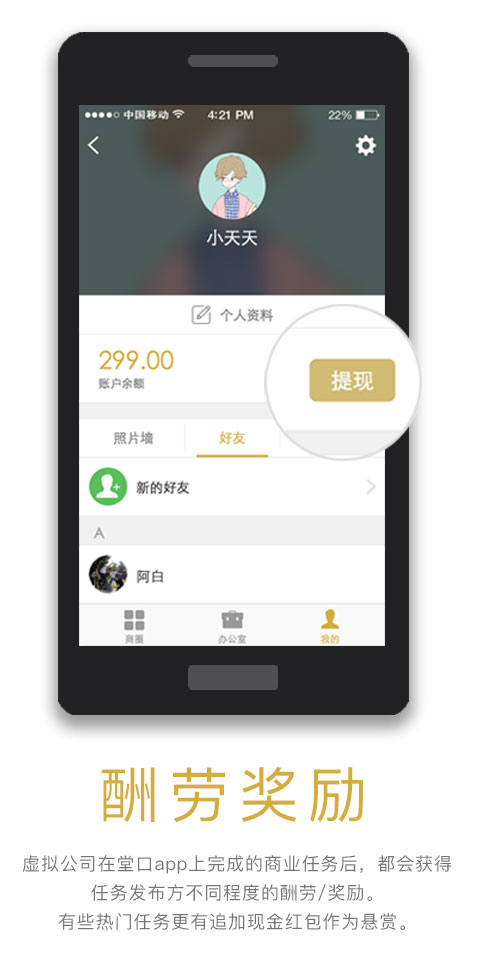 中国移动 4:21 PM 22%
小天天
个人资料
299.00
账户余额
提现
照片墙 好友
新的好友
A
阿白
商圈 办公室 我的
酬劳奖励
虚拟公司在堂口app上完成的商业任务后，都会获得
任务发布方不同程度的酬劳/奖励。
有些热门任务更有追加现金红包作为悬赏。